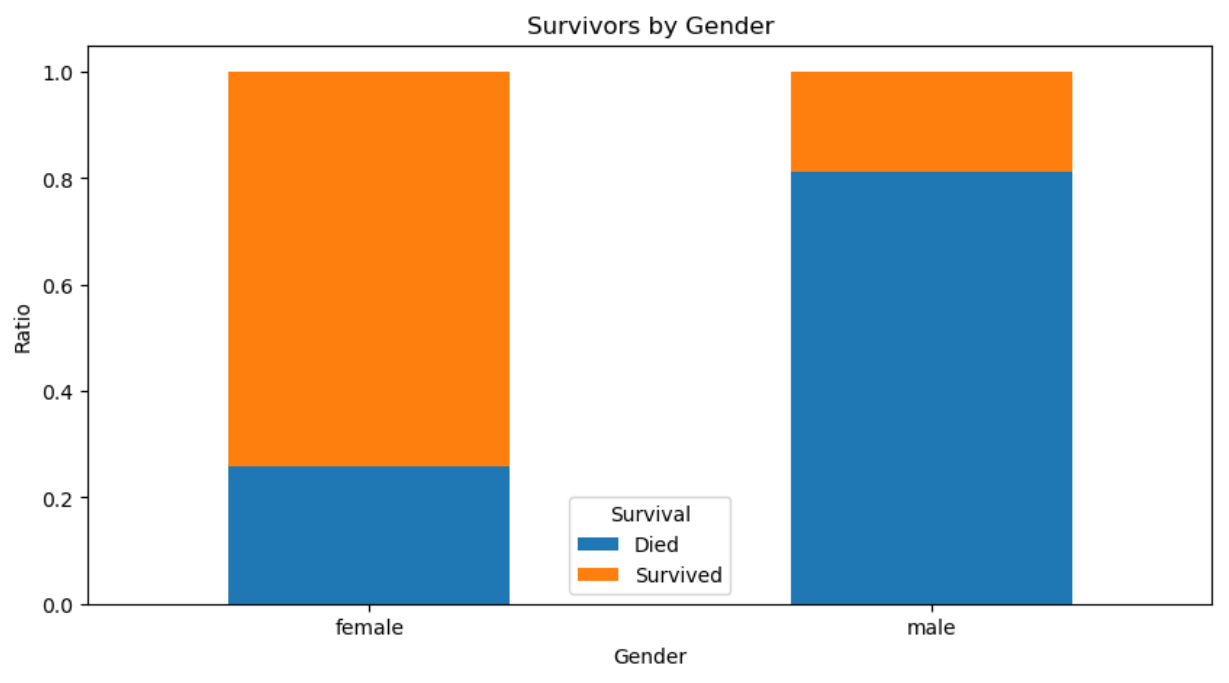 Survivors by Gender
1.0
0.8
0.6
0.4
0.2
0.0
Ratio
Survival
Died
Survived
female
male
Gender